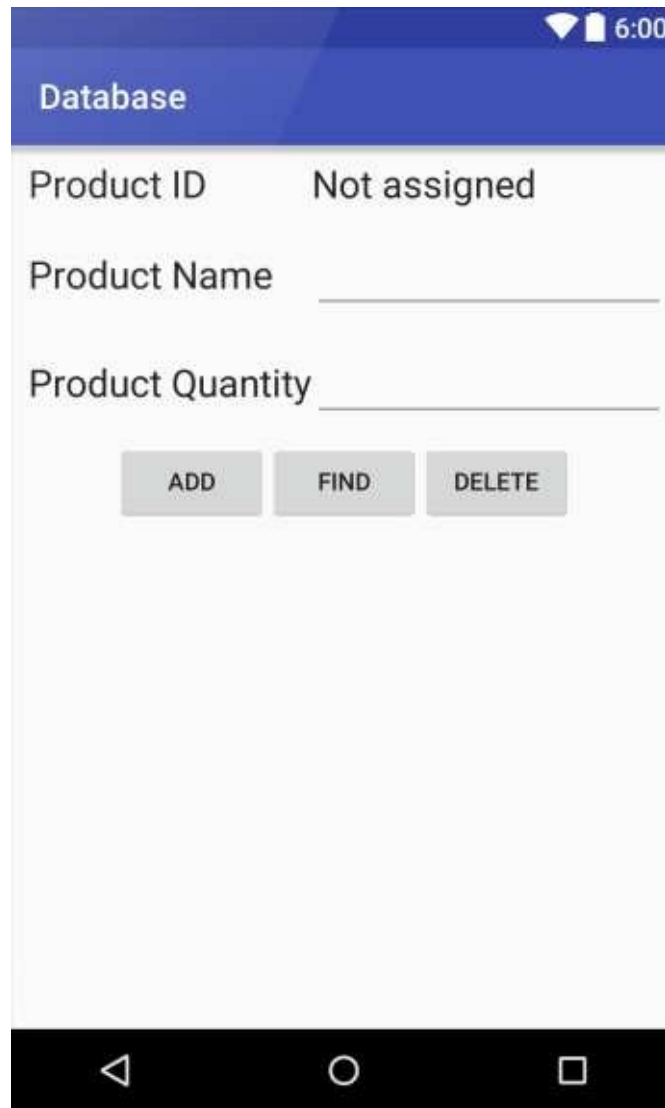 6:00
Database
Product ID Not assigned
Product Name
Product Quantity
ADD FIND DELETE